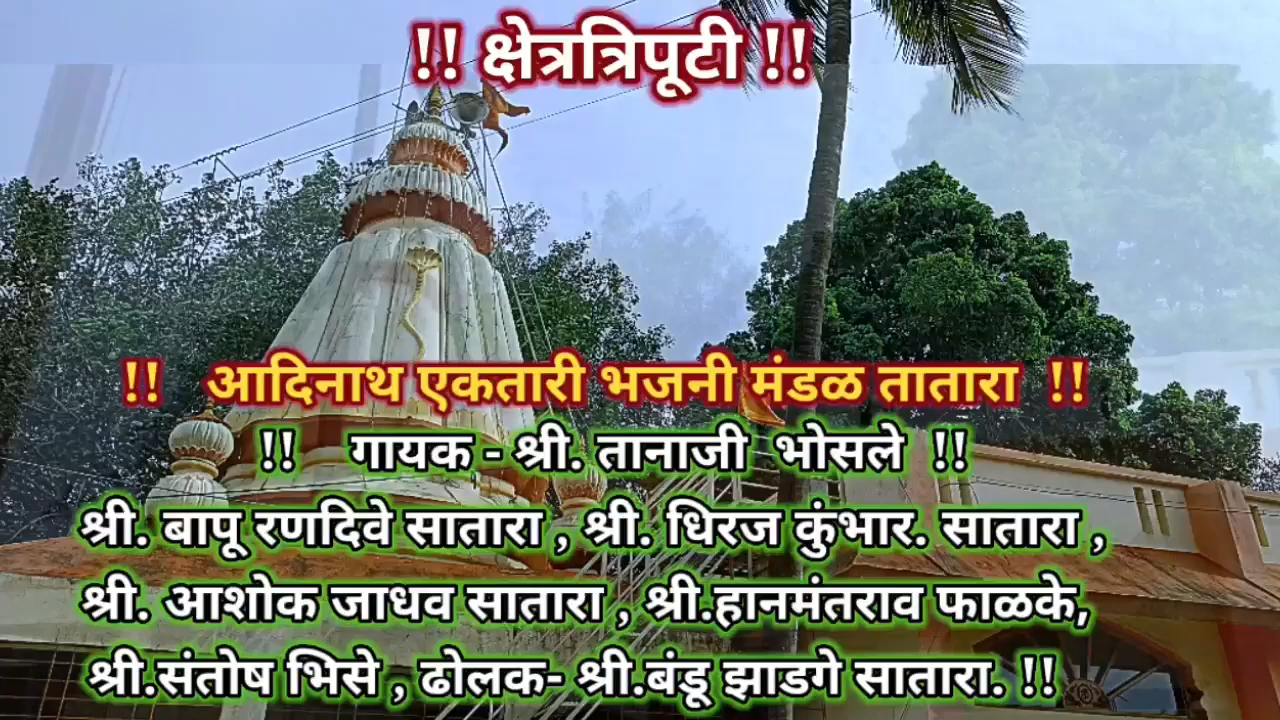 !! क्षेत्रत्रिपूटी !!
!! आदिनाथ एकतारी भजनी मंडळ तातारा !!
!! गायक - श्री. तानाजी भोसले !!
श्री. बापू रणदिवे सातारा , श्री. धिरज कुंभार. सातारा ,
श्री. आशोक जाधव सातारा , श्री.हानमंतराव फाळके,
श्री.संतोष भिसे , ढोलक- श्री.बंडू झाडगे सातारा. !!